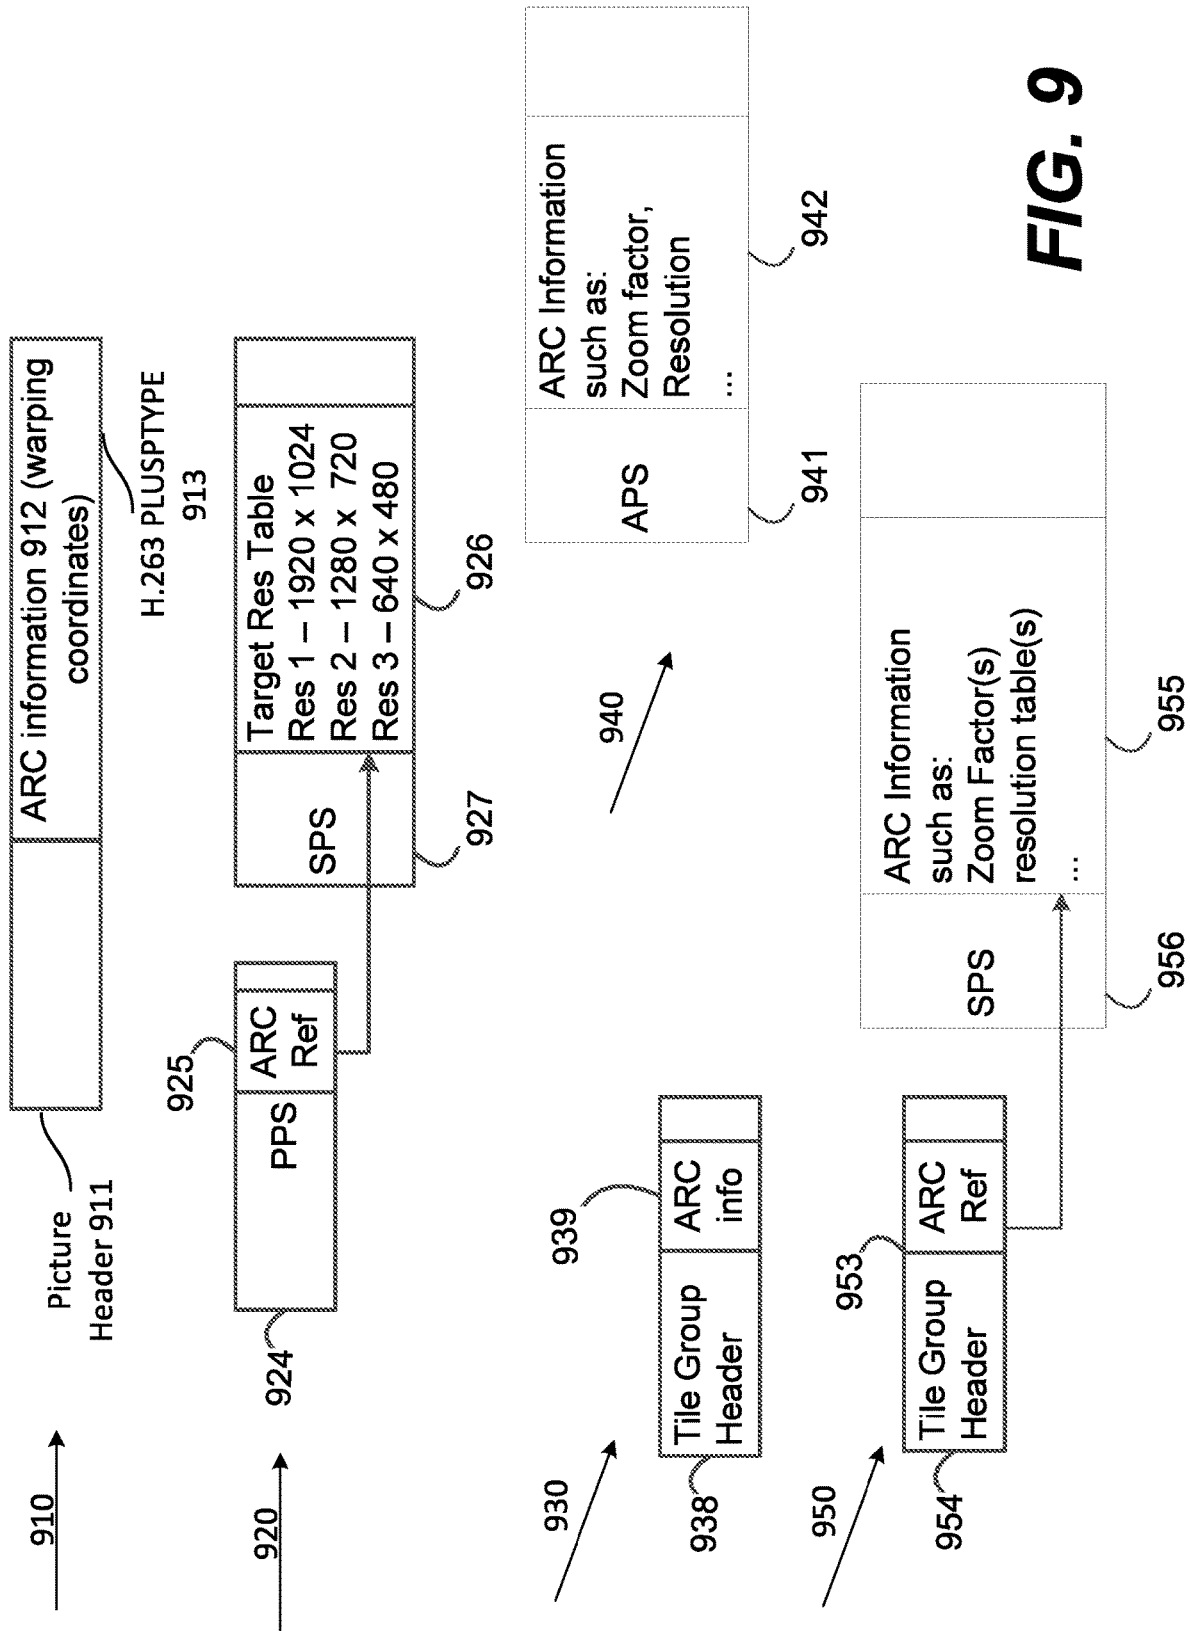 910
Picture
Header 911
ARC information 912 (warping
coordinates)
H.263 PLUSPTYPE
913
920
924
PPS
925
ARC
Ref
SPS
927
Target Res Table
Res 1 – 1920 x 1024
Res 2 – 1280 x 720
Res 3 – 640 x 480
926
930
938
Tile Group
Header
939
ARC
info
940
APS
941
ARC Information
such as:
Zoom factor,
Resolution
...
942
950
954
Tile Group
Header
953
ARC
Ref
SPS
956
ARC Information
such as:
Zoom Factor(s)
resolution table(s)
...
955
FIG. 9